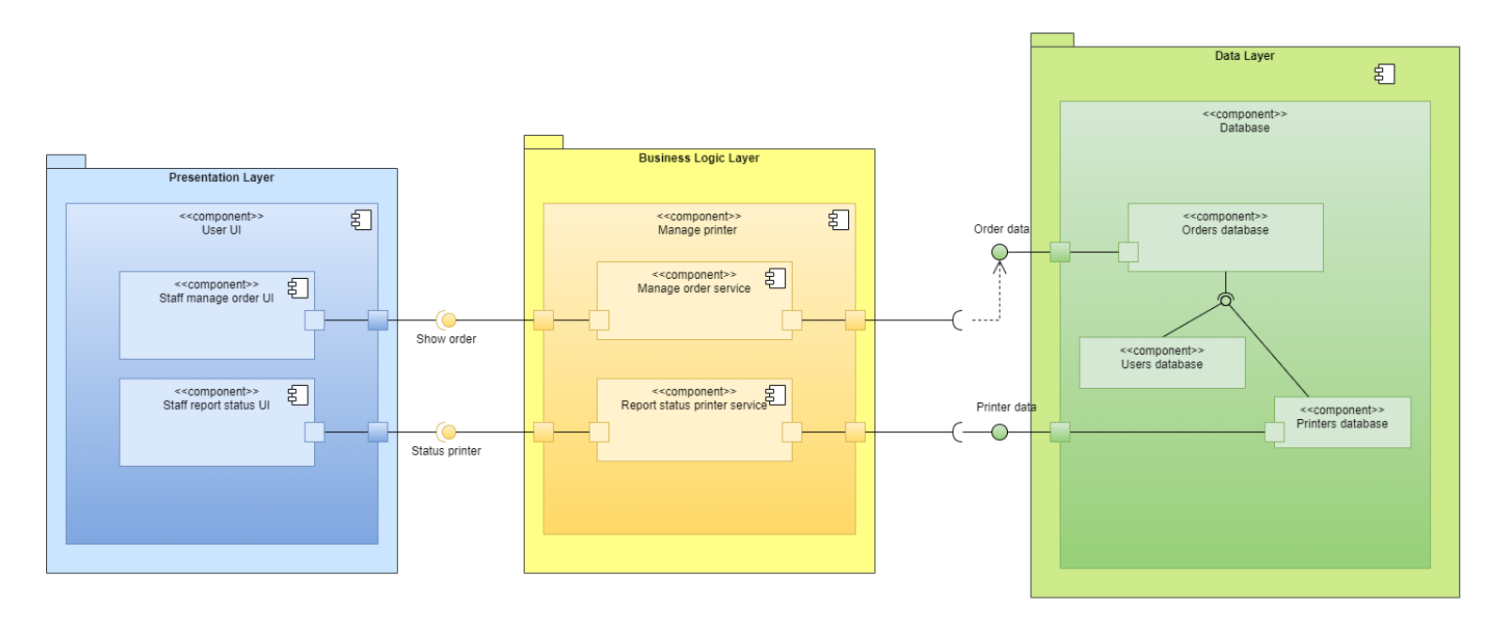 Presentation Layer
<<component>>
User UI
<<component>>
Staff manage order UI
<<component>>
Staff report status UI
Show order
Status printer
Business Logic Layer
<<component>>
Manage printer
<<component>>
Manage order service
<<component>>
Report status printer service
Order data
Printer data
Data Layer
<<component>>
Database
<<component>>
Orders database
<<component>>
Users database
<<component>>
Printers database